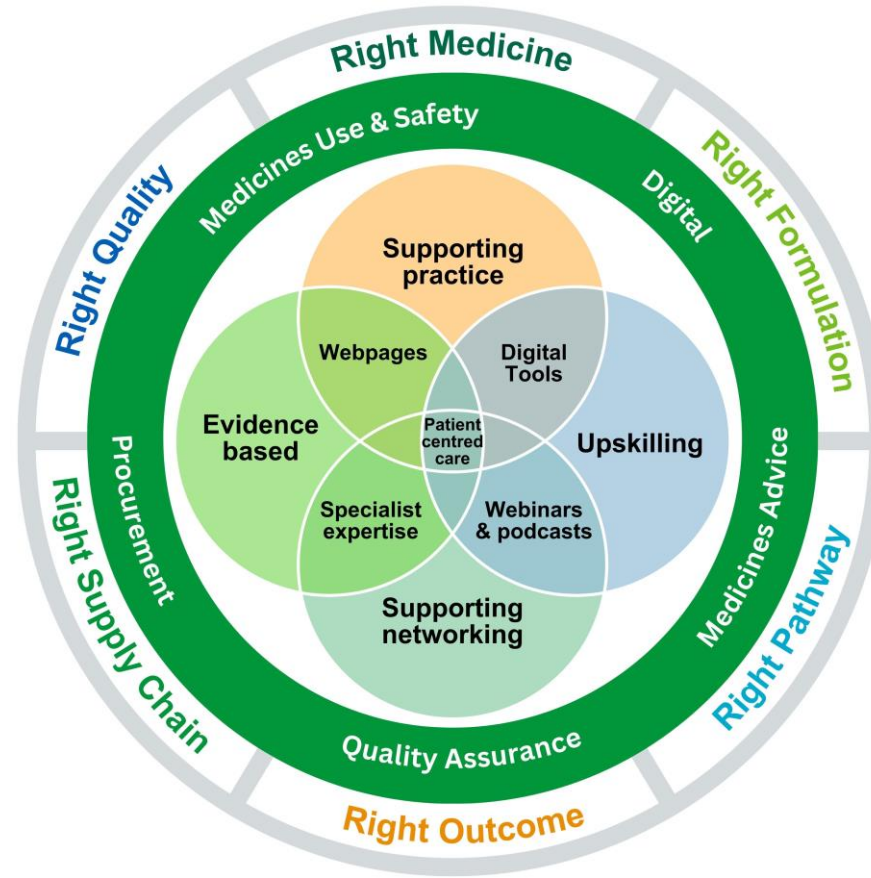 Right Medicine
Right Formulation
Right Pathway
Right Outcome
Right Supply Chain
Right Quality
Medicines Use & Safety
Digital
Medicines Advice
Quality Assurance
Procurement
Supporting
practice
Webpages
Digital
Tools
Evidence
based
Patient
centred
care
Upskilling
Specialist
expertise
Webinars
& podcasts
Supporting
networking